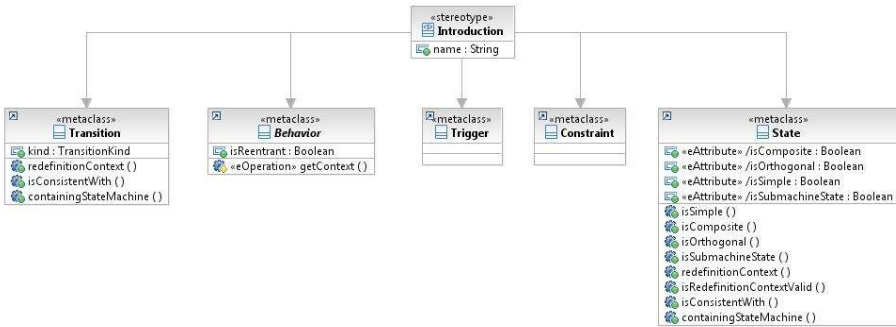 «stereotype»
Introduction
name : String
«metaclass»
Transition
kind : TransitionKind
redefinitionContext ( )
isConsistentWith ( )
containingStateMachine ( )
«metaclass»
Behavior
isReentrant : Boolean
«eOperation» getContext ( )
«metaclass»
Trigger
«metaclass»
Constraint
«metaclass»
State
«eAttribute» /isComposite : Boolean
«eAttribute» /isOrthogonal : Boolean
«eAttribute» /isSimple : Boolean
«eAttribute» /isSubmachineState : Boolean
isSimple ( )
isComposite ( )
isOrthogonal ( )
isSubmachineState ( )
redefinitionContext ( )
isRedefinitionContextValid ( )
isConsistentWith ( )
containingStateMachine ( )